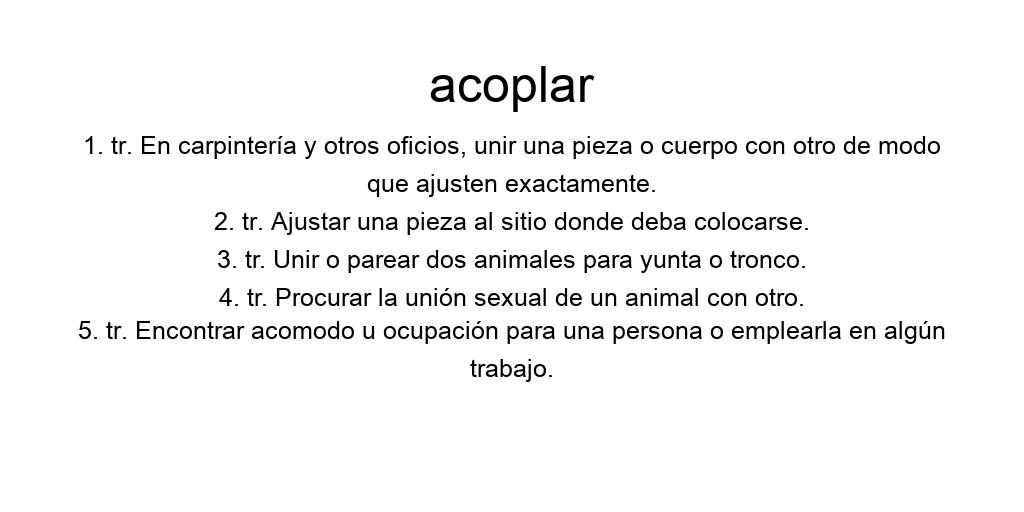 acoplar
1. tr. En carpintería y otros oficios, unir una pieza o cuerpo con otro de modo
que ajusten exactamente.
2. tr. Ajustar una pieza al sitio donde deba colocarse.
3. tr. Unir o parear dos animales para yunta o tronco.
4. tr. Procurar la unión sexual de un animal con otro.
5. tr. Encontrar acomodo u ocupación para una persona o emplearla en algún
trabajo.